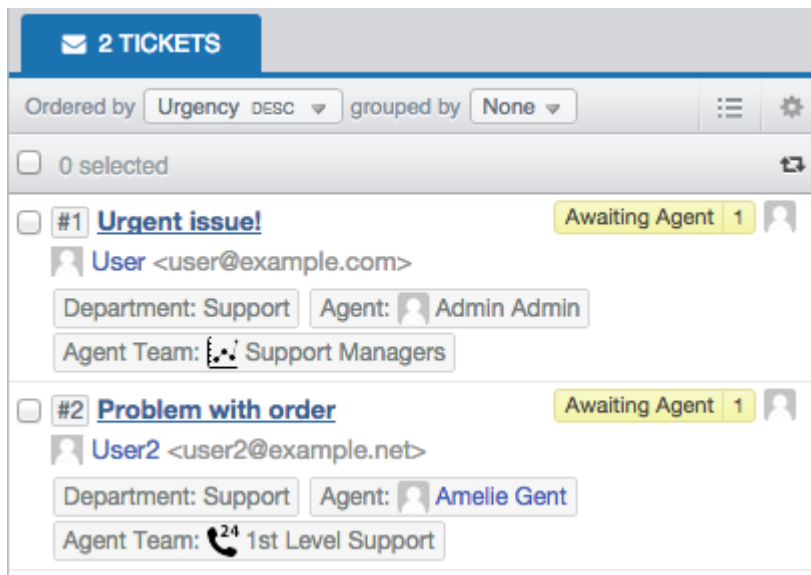 2 TICKETS
Ordered by Urgency DESC grouped by None
0 selected
#1 Urgent issue! Awaiting Agent 1
User <user@example.com>
Department: Support Agent: Admin Admin
Agent Team: Support Managers
#2 Problem with order Awaiting Agent 1
User2 <user2@example.net>
Department: Support Agent: Amelie Gent
Agent Team: 24 1st Level Support